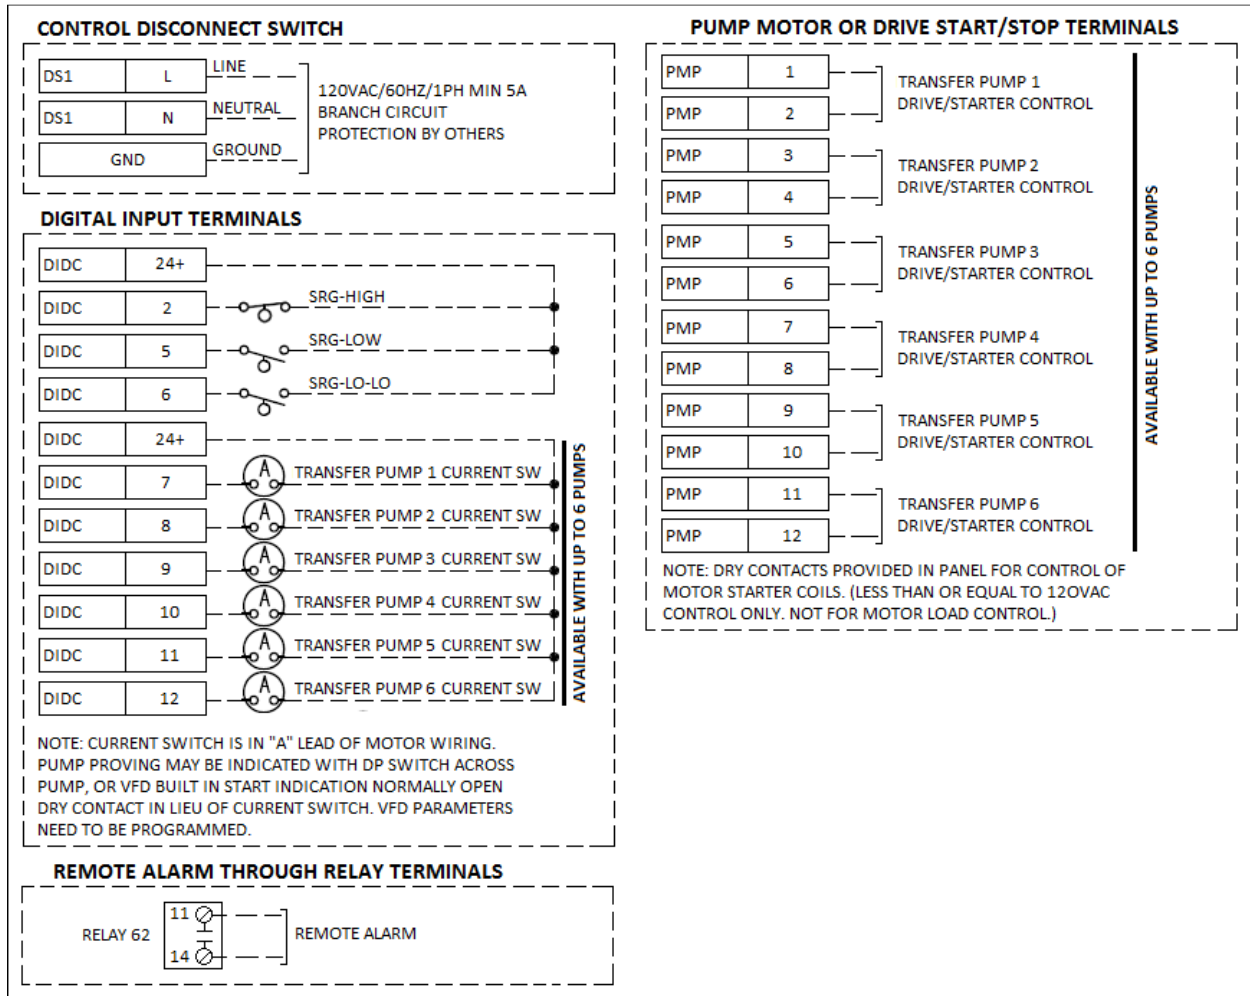 CONTROL DISCONNECT SWITCH
DS1 L LINE
DS1 N NEUTRAL
GND GROUND
120VAC/60HZ/1PH MIN 5A
BRANCH CIRCUIT
PROTECTION BY OTHERS
DIGITAL INPUT TERMINALS
DIDC 24+
DIDC 2 SRG-HIGH
DIDC 5 SRG-LOW
DIDC 6 SRG-LO-LO
DIDC 24+
DIDC 7 A TRANSFER PUMP 1 CURRENT SW
DIDC 8 A TRANSFER PUMP 2 CURRENT SW
DIDC 9 A TRANSFER PUMP 3 CURRENT SW
DIDC 10 A TRANSFER PUMP 4 CURRENT SW
DIDC 11 A TRANSFER PUMP 5 CURRENT SW
DIDC 12 A TRANSFER PUMP 6 CURRENT SW
AVAILABLE WITH UP TO 6 PUMPS
NOTE: CURRENT SWITCH IS IN "A" LEAD OF MOTOR WIRING.
PUMP PROVING MAY BE INDICATED WITH DP SWITCH ACROSS
PUMP, OR VFD BUILT IN START INDICATION NORMALLY OPEN
DRY CONTACT IN LIEU OF CURRENT SWITCH. VFD PARAMETERS
NEED TO BE PROGRAMMED.
REMOTE ALARM THROUGH RELAY TERMINALS
RELAY 62
11
14
REMOTE ALARM
PUMP MOTOR OR DRIVE START/STOP TERMINALS
PMP 1
PMP 2
TRANSFER PUMP 1
DRIVE/STARTER CONTROL
PMP 3
PMP 4
TRANSFER PUMP 2
DRIVE/STARTER CONTROL
PMP 5
PMP 6
TRANSFER PUMP 3
DRIVE/STARTER CONTROL
PMP 7
PMP 8
TRANSFER PUMP 4
DRIVE/STARTER CONTROL
PMP 9
PMP 10
TRANSFER PUMP 5
DRIVE/STARTER CONTROL
PMP 11
PMP 12
TRANSFER PUMP 6
DRIVE/STARTER CONTROL
AVAILABLE WITH UP TO 6 PUMPS
NOTE: DRY CONTACTS PROVIDED IN PANEL FOR CONTROL OF
MOTOR STARTER COILS. (LESS THAN OR EQUAL TO 12OVAC
CONTROL ONLY. NOT FOR MOTOR LOAD CONTROL.)